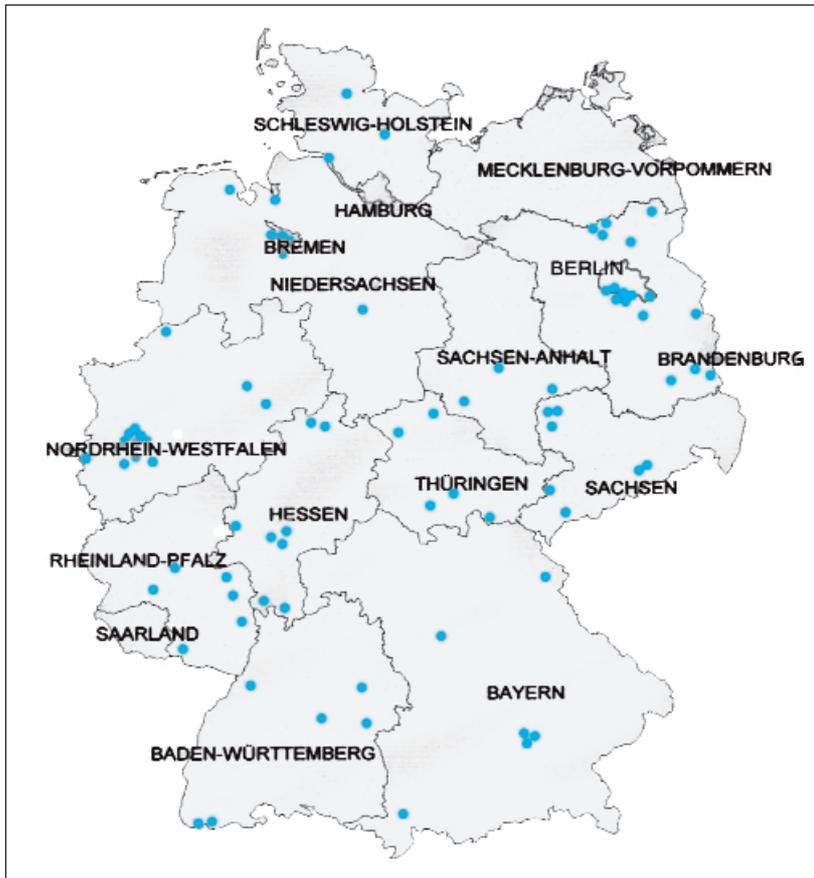 SCHLESWIG-HOLSTEIN
MECKLENBURG-VORPOMMERN
HAMBURG
BREMEN
BERLIN
NIEDERSACHSEN
SACHSEN-ANHALT
BRANDENBURG
NORDRHEIN-WESTFALEN
THÜRINGEN
SACHSEN
HESSEN
RHEINLAND-PFALZ
SAARLAND
BAYERN
BADEN-WÜRTTEMBERG